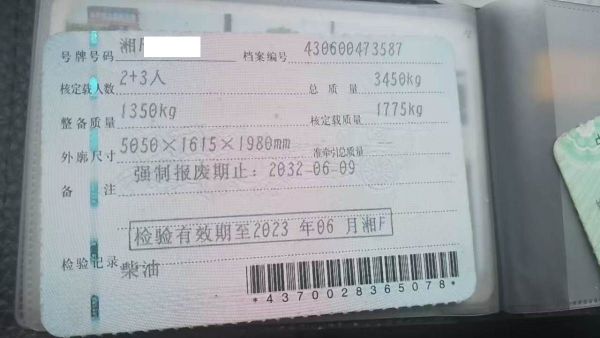 号牌号码 湘F 档案编号 430600473587
核定载人数 2+3人 总质量 3450kg
整备质量 1350kg 核定载质量 1775kg
外廓尺寸 5050×1615×1980mm 准牵引总质量
备注 强制报废期止：2032-06-09
检验有效期至2023 年06 月湘F
检验记录 柴油
*4370028365078*